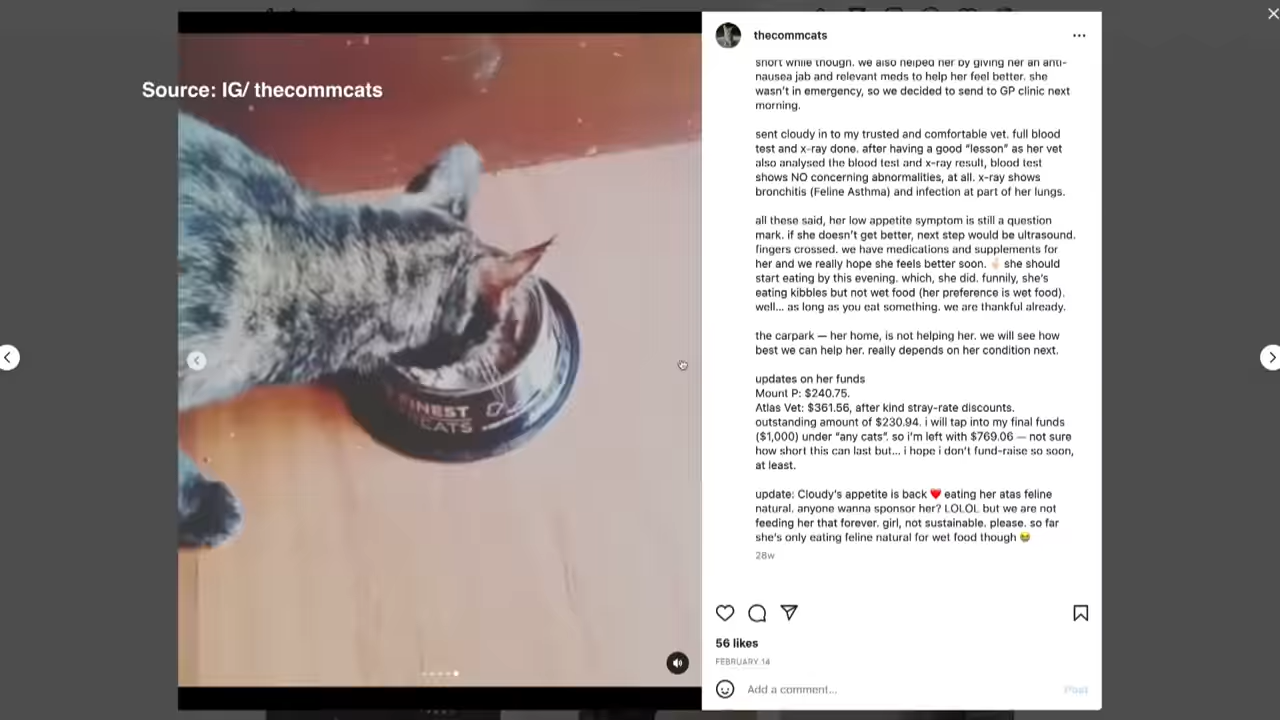 Source: IG/ thecommcats
thecommcats
short while though. we also helped her by giving her an anti-
nausea jab and relevant meds to help her feel better. she
wasn't in emergency, so we decided to send to GP clinic next
morning.
sent cloudy in to my trusted and comfortable vet. full blood
test and x-ray done. after having a good "lesson" as her vet
also analysed the blood test and x-ray result, blood test
shows NO concerning abnormalities, at all. x-ray shows
bronchitis (Feline Asthma) and infection at part of her lungs.
all these said, her low appetite symptom is still a question
mark. if she doesn't get better, next step would be ultrasound.
fingers crossed. we have medications and supplements for
her and we really hope she feels better soon. 🤞🏻 she should
start eating by this evening. which, she did. funnily, she's
eating kibbles but not wet food (her preference is wet food).
well... as long as you eat something. we are thankful already.
the carpark — her home, is not helping her. we will see how
best we can help her. really depends on her condition next.
updates on her funds
Mount P: $240.75.
Atlas Vet: $361.56, after kind stray-rate discounts.
outstanding amount of $230.94. i will tap into my final funds
($1,000) under "any cats". so i'm left with $769.06 — not sure
how short this can last but... i hope i don't fund-raise so soon,
at least.
update: Cloudy's appetite is back ❤️ eating her atas feline
natural. anyone wanna sponsor her? LOLOL but we are not
feeding her that forever. girl, not sustainable. please. so far
she's only eating feline natural for wet food though 😭
28w
56 likes
FEBRUARY 14
Add a comment...
Post
FINEST
CATS